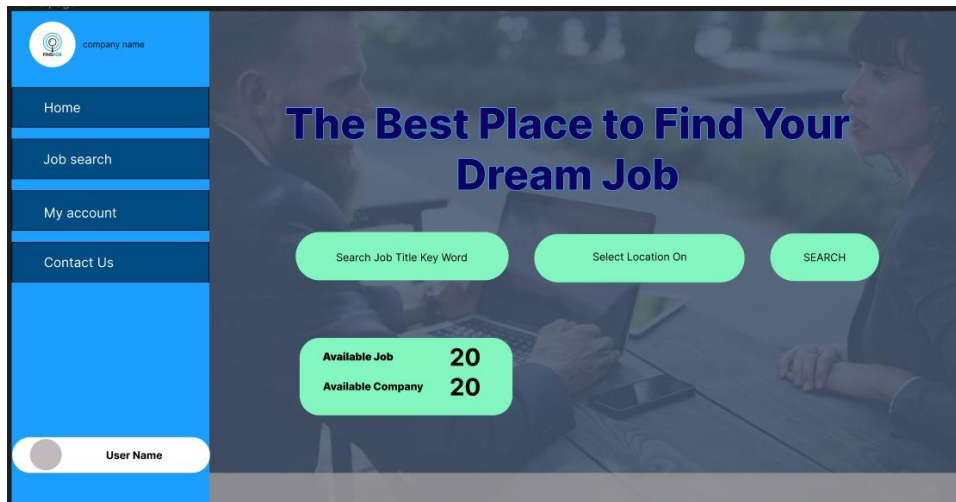 FINDJOB
company name
Home
Job search
My account
Contact Us
User Name
The Best Place to Find Your
Dream Job
Search Job Title Key Word
Select Location On
SEARCH
Available Job 20
Available Company 20